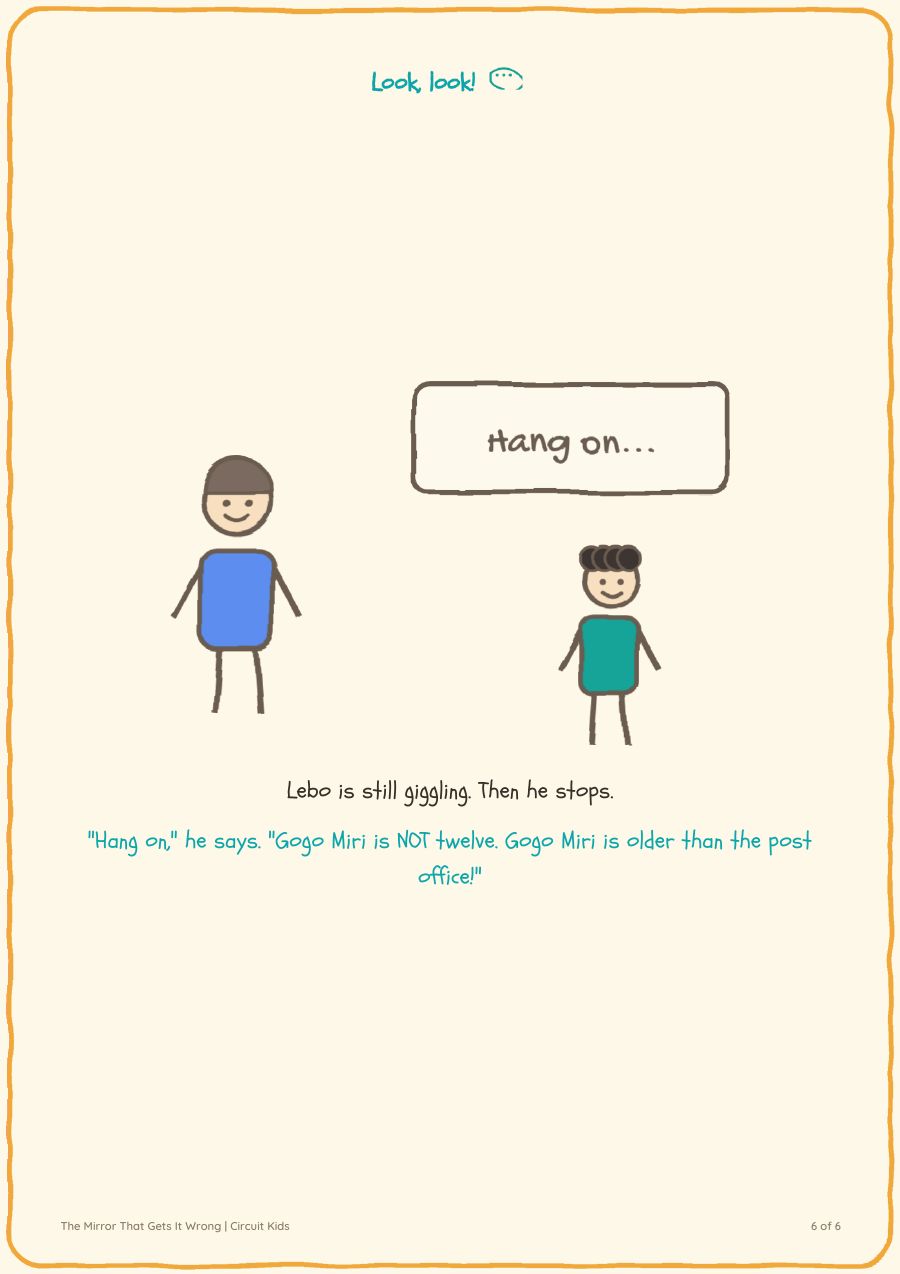 Look, look!
Hang on...
Lebo is still giggling. Then he stops.
"Hang on," he says. "Gogo Miri is NOT twelve. Gogo Miri is older than the post
office!"
The Mirror That Gets It Wrong | Circuit Kids
6 of 6